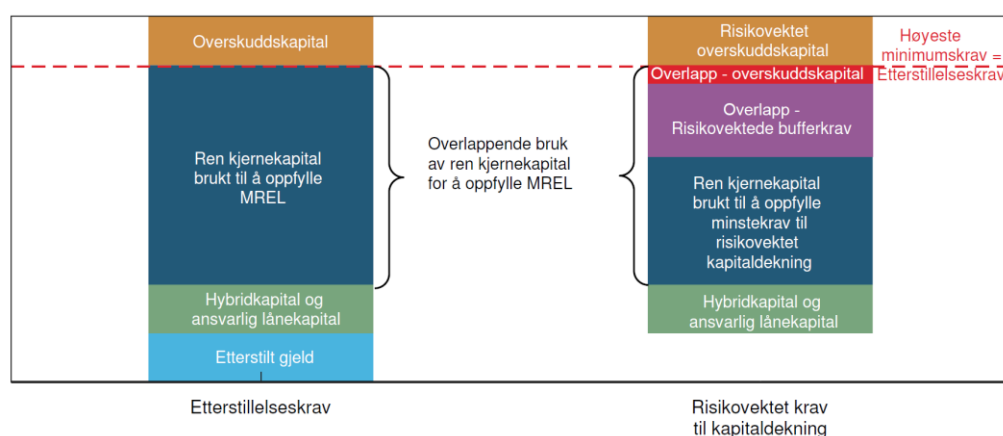 Overskuddskapital
Ren kjernekapital
brukt til å oppfylle
MREL
Hybridkapital og
ansvarlig lånekapital
Etterstilt gjeld
Etterstillelseskrav
Overlappende bruk
av ren kjernekapital
for å oppfylle MREL
Risikovektet
overskuddskapital
Overlapp - overskuddskapital
Overlapp -
Risikovektede bufferkrav
Ren kjernekapital
brukt til å oppfylle
minstekrav til
risikovektet
kapitaldekning
Hybridkapital og
ansvarlig lånekapital
Risikovektet krav
til kapitaldekning
Høyeste
minimumskrav =
Etterstillelseskrav